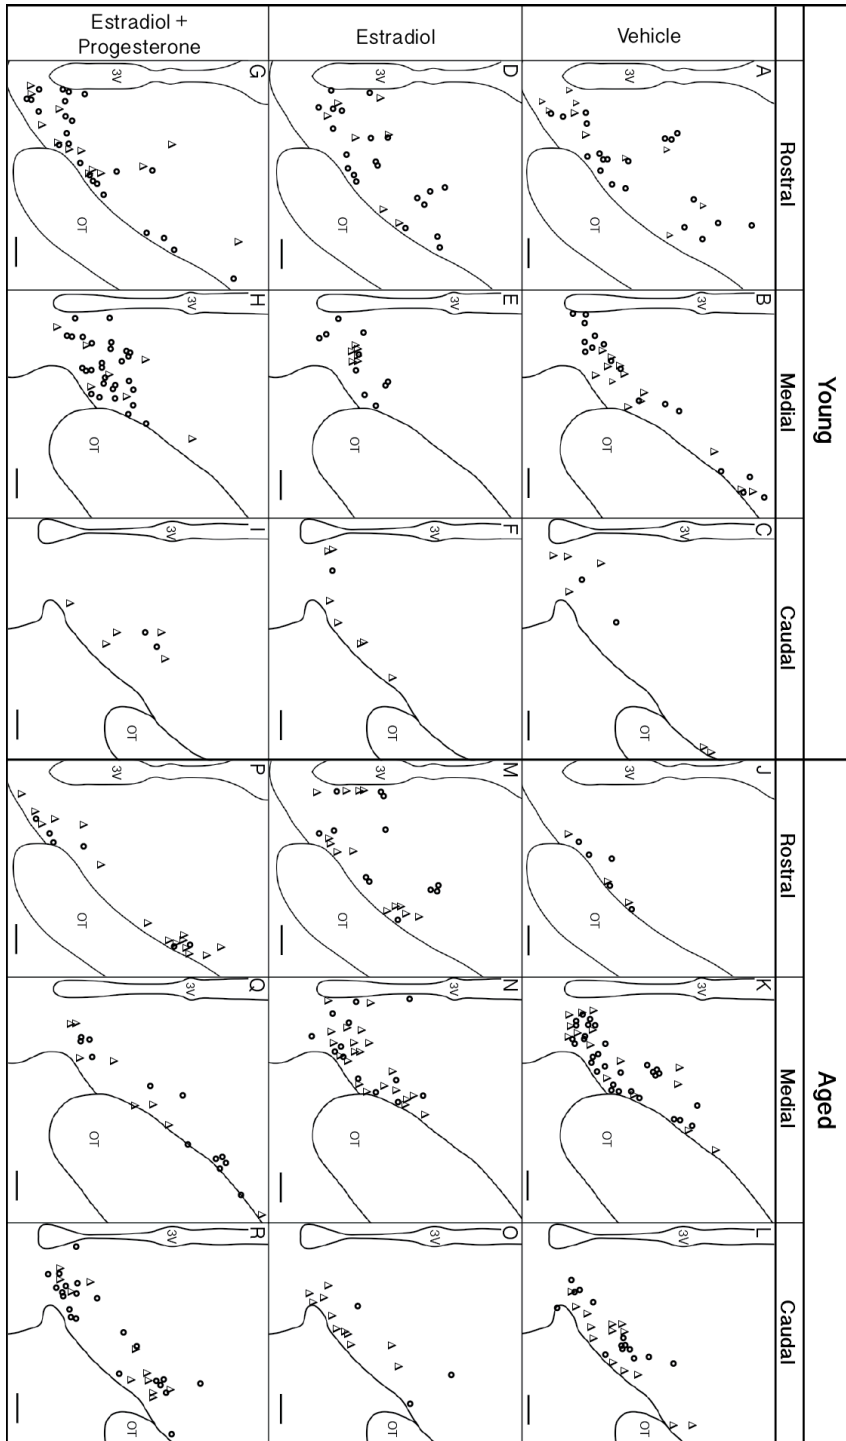 Estradiol +
Progesterone
Estradiol
Vehicle
Young
Rostral
A
3V
OT
D
3V
OT
G
3V
OT
Medial
B
3V
OT
E
3V
OT
H
3V
OT
Caudal
C
3V
OT
F
3V
OT
I
3V
OT
Aged
Rostral
J
3V
OT
M
3V
OT
P
3V
OT
Medial
K
3V
OT
N
3V
OT
Q
3V
OT
Caudal
L
3V
OT
O
3V
OT
R
3V
OT